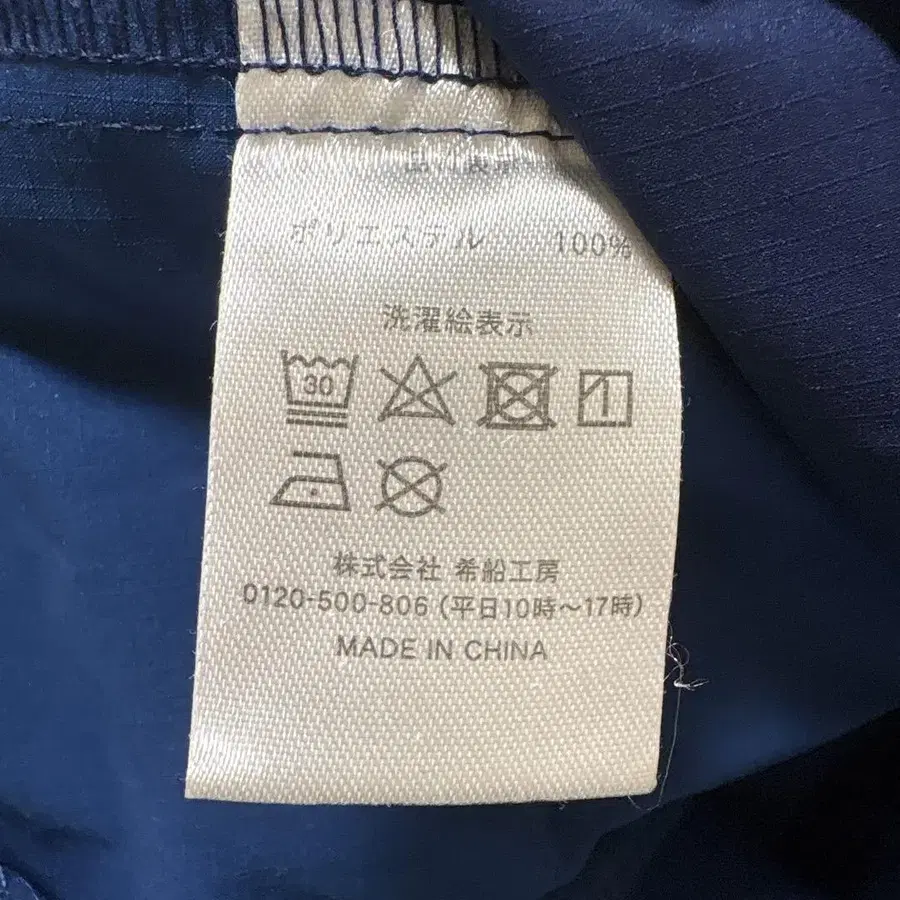 ポリエステル 100%
洗濯絵表示
30
株式会社 希船工房
0120-500-806 (平日10時～17時)
MADE IN CHINA